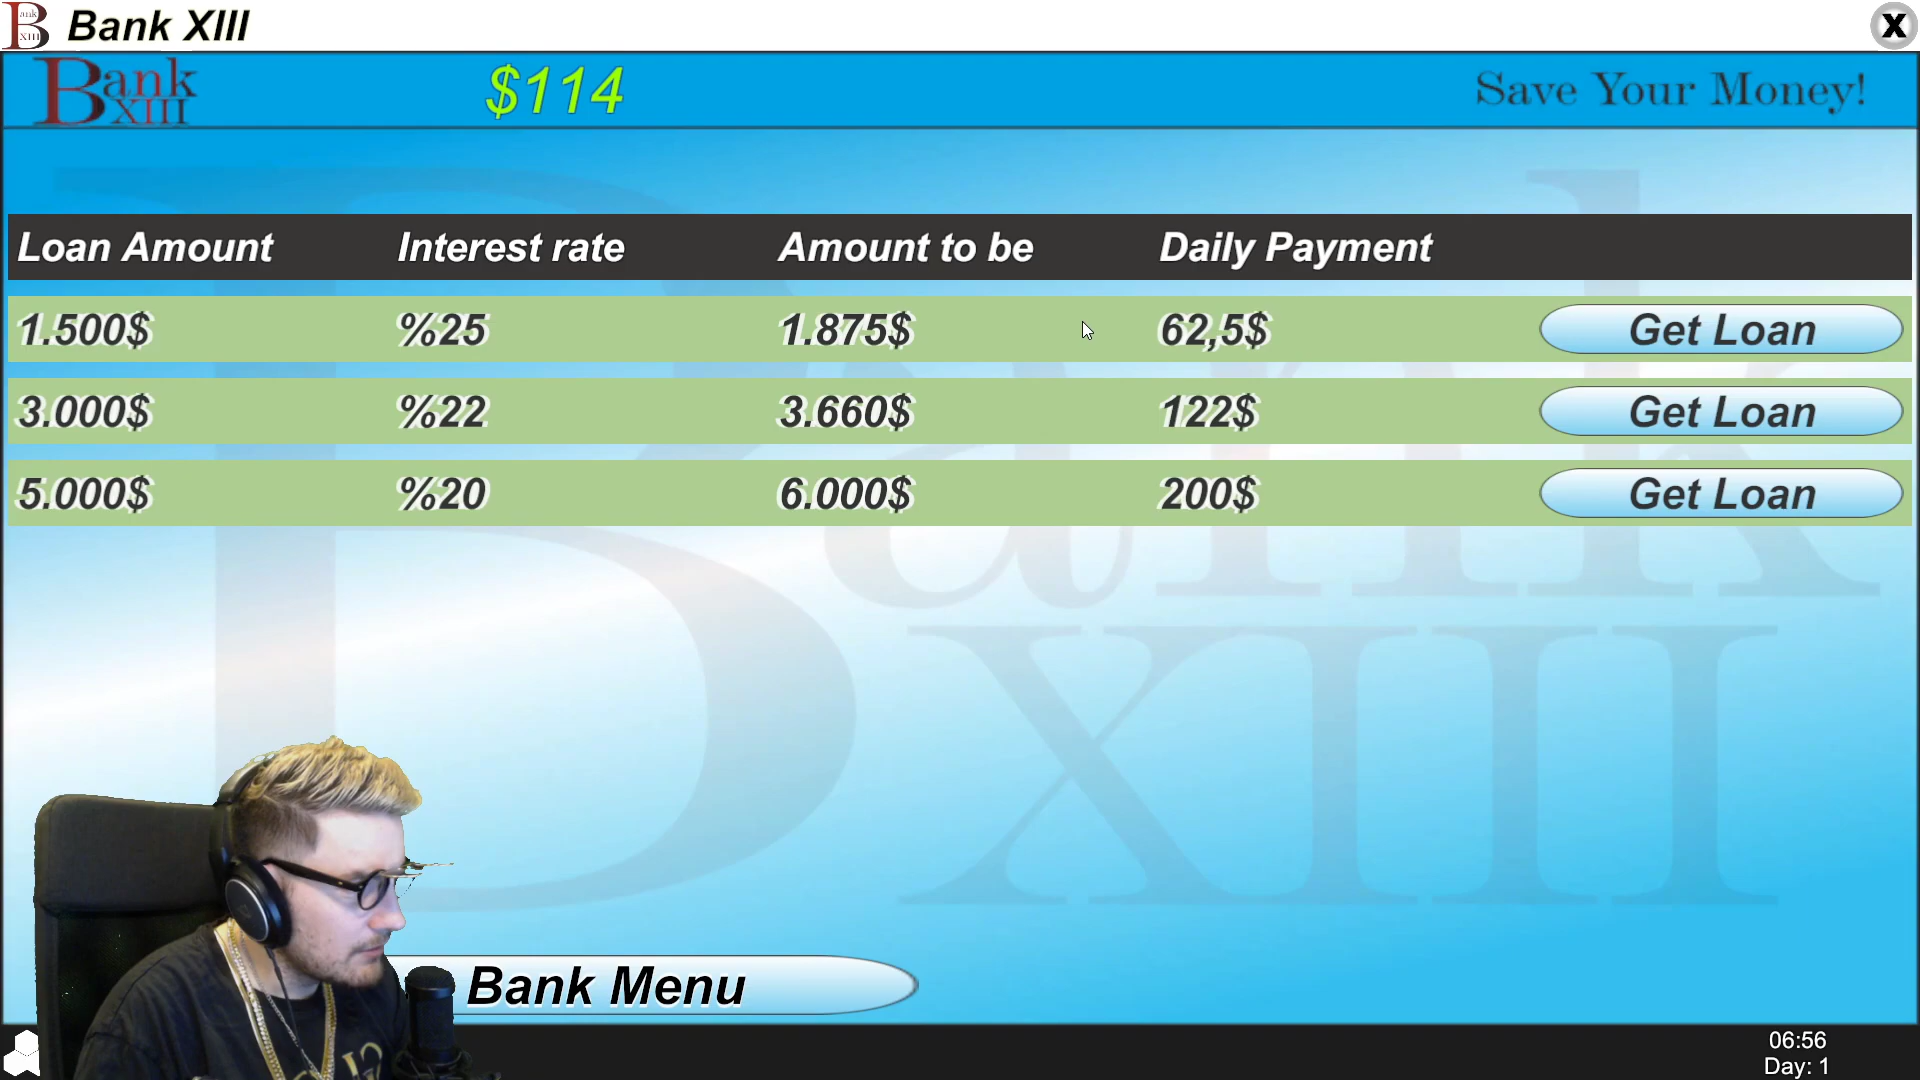 Bank XIII
Bank XIII
$114
Save Your Money!
Loan Amount Interest rate Amount to be Daily Payment
1.500$ %25 1.875$ 62,5$ Get Loan
3.000$ %22 3.660$ 122$ Get Loan
5.000$ %20 6.000$ 200$ Get Loan
Bank XIII
Bank Menu
06:56
Day: 1